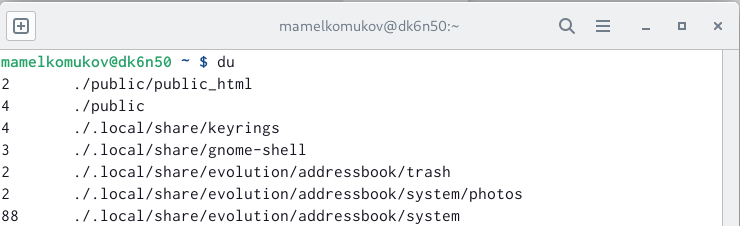 mamelkomukov@dk6n50:~
mamelkomukov@dk6n50 ~ $ du
2 ./public/public_html
4 ./public
4 ./.local/share/keyrings
3 ./.local/share/gnome-shell
2 ./.local/share/evolution/addressbook/trash
2 ./.local/share/evolution/addressbook/system/photos
88 ./.local/share/evolution/addressbook/system